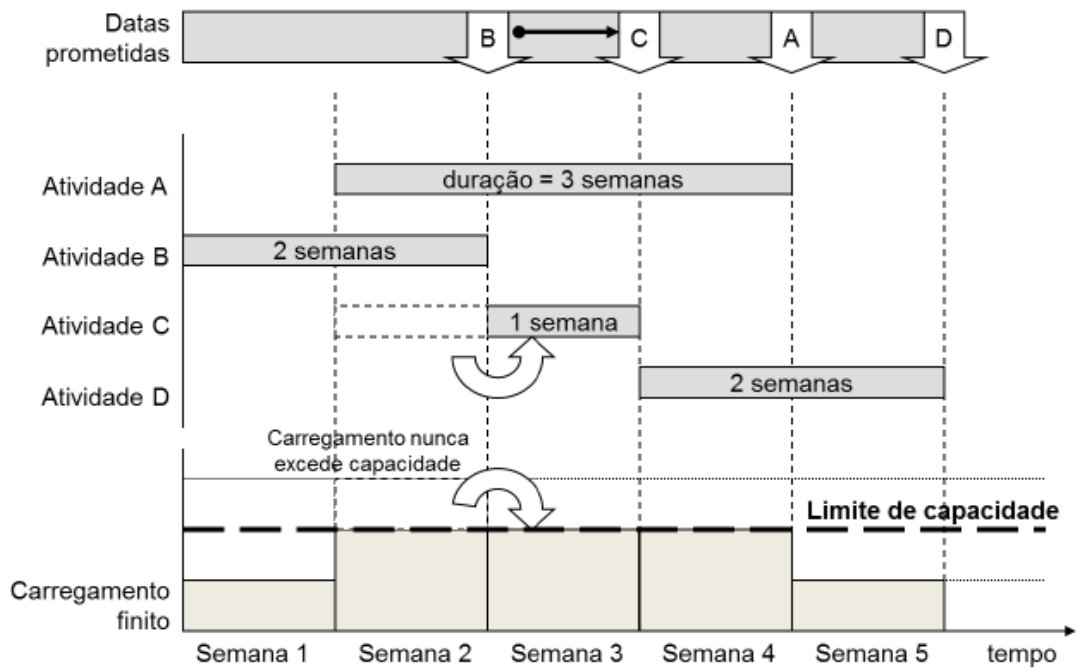 Datas
prometidas
B
C
A
D
Atividade A
duração = 3 semanas
Atividade B
2 semanas
Atividade C
1 semana
Atividade D
2 semanas
Carregamento nunca
excede capacidade
Limite de capacidade
Carregamento
finito
Semana 1
Semana 2
Semana 3
Semana 4
Semana 5
tempo